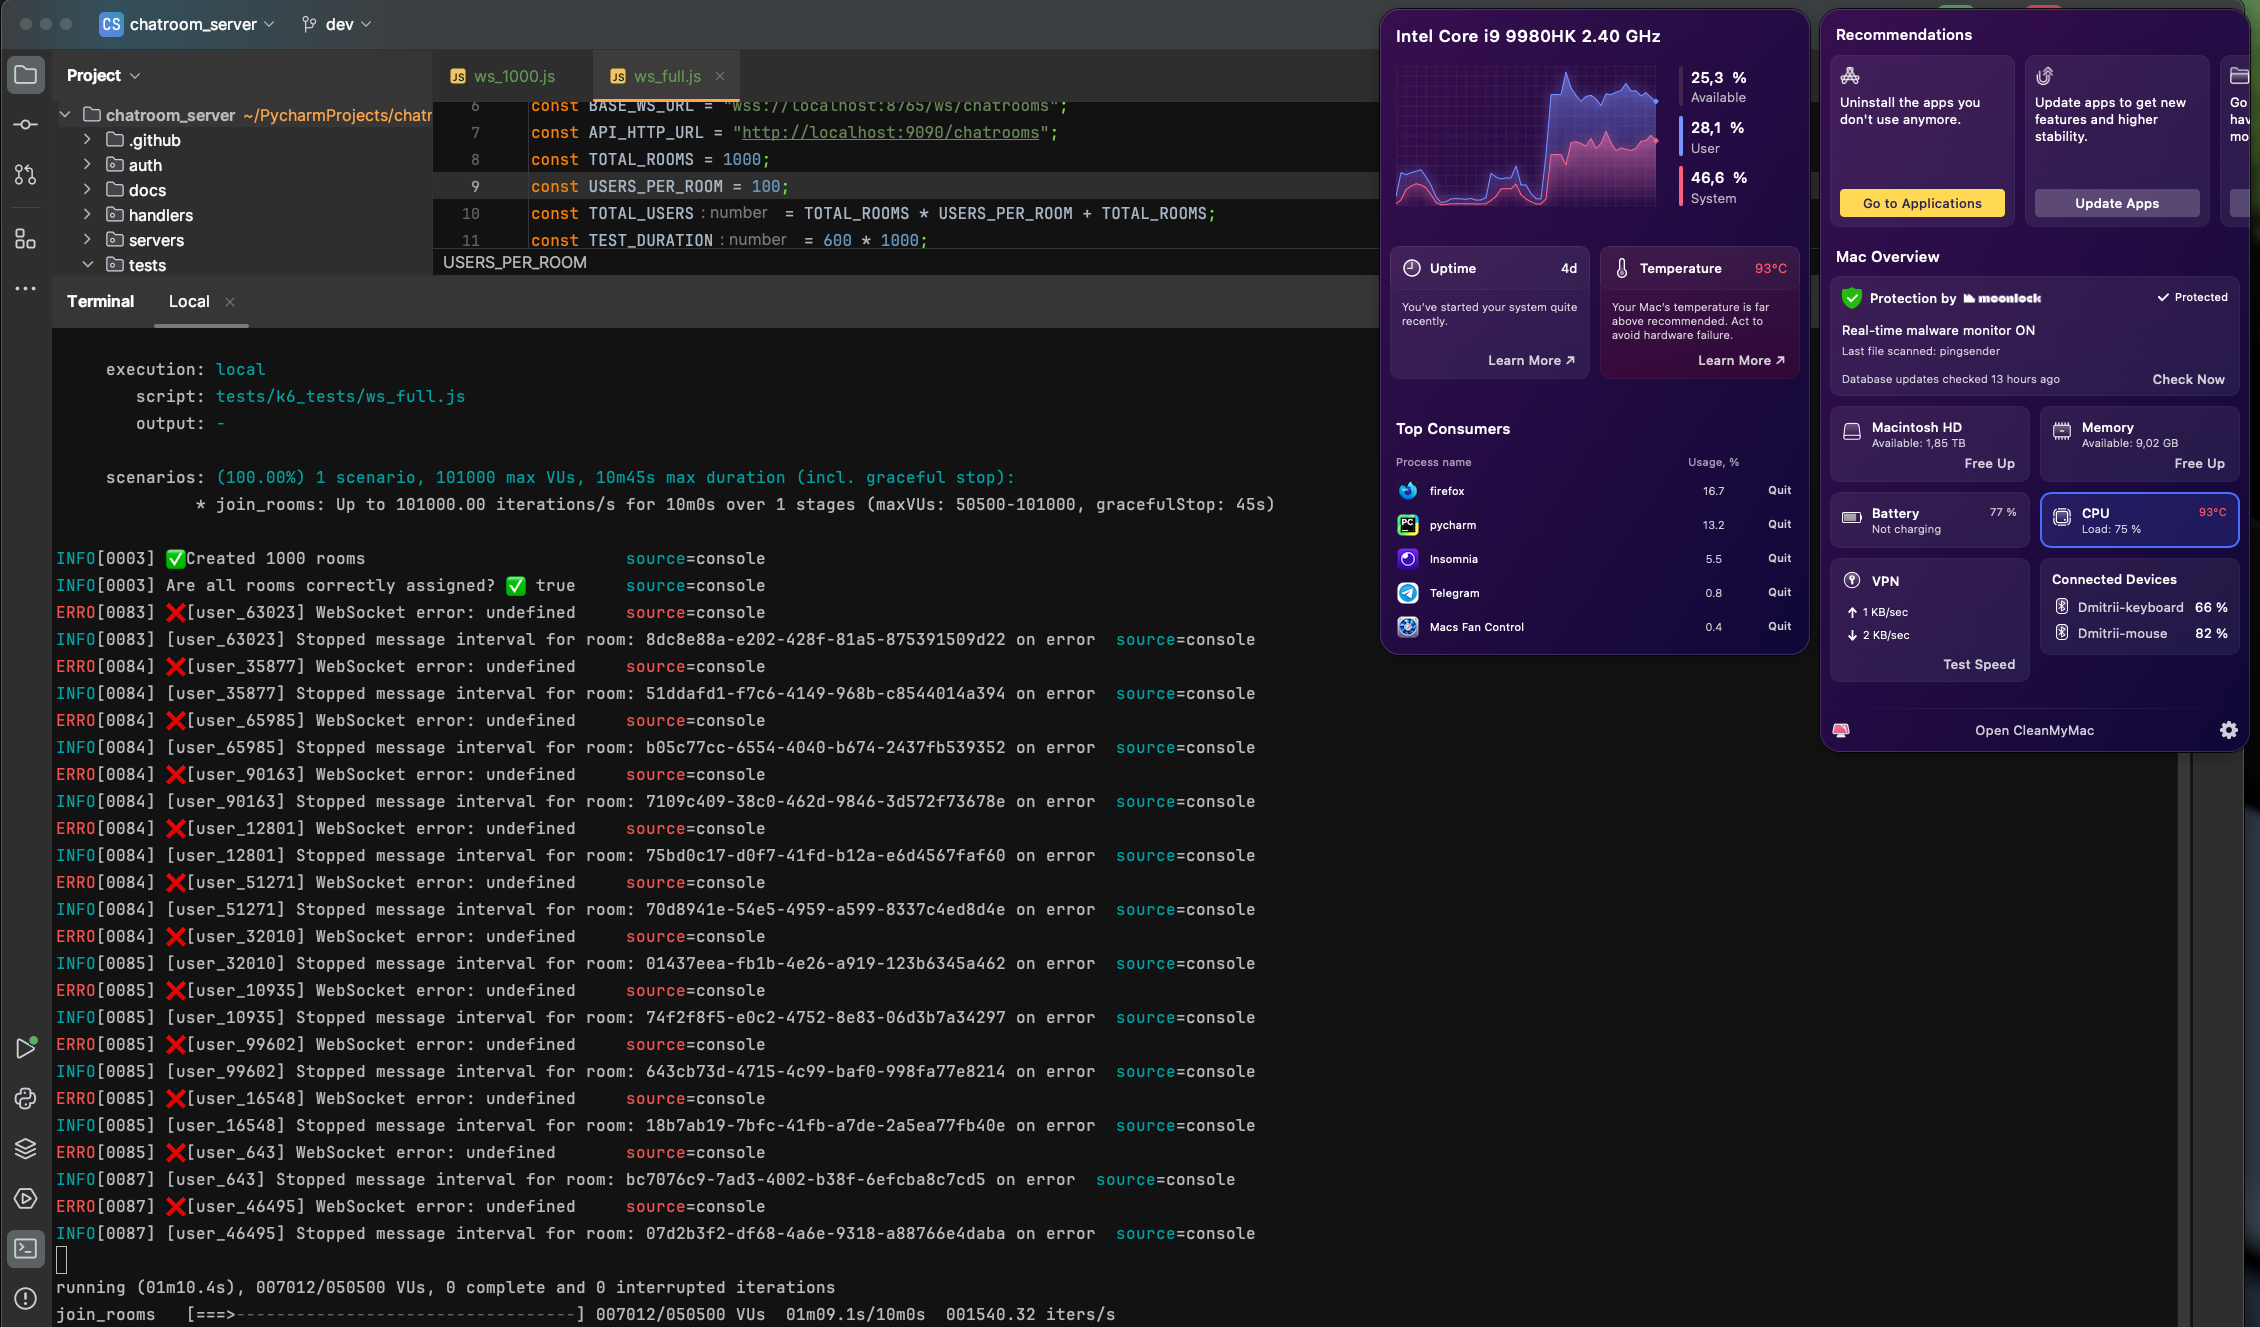 CS chatroom_server dev
Project
chatroom_server ~/PycharmProjects/chatr
.github
auth
docs
handlers
servers
tests
JS ws_1000.js
JS ws_full.js
6 const BASE_WS_URL = "wss://localhost:8765/ws/chatrooms";
7 const API_HTTP_URL = "http://localhost:9090/chatrooms";
8 const TOTAL_ROOMS = 1000;
9 const USERS_PER_ROOM = 100;
10 const TOTAL_USERS : number = TOTAL_ROOMS * USERS_PER_ROOM + TOTAL_ROOMS;
11 const TEST_DURATION : number = 600 * 1000;
USERS_PER_ROOM
Terminal Local
execution: local
script: tests/k6_tests/ws_full.js
output: -
scenarios: (100.00%) 1 scenario, 101000 max VUs, 10m45s max duration (incl. graceful stop):
* join_rooms: Up to 101000.00 iterations/s for 10m0s over 1 stages (maxVUs: 50500-101000, gracefulStop: 45s)
INFO[0003] ✅Created 1000 rooms source=console
INFO[0003] Are all rooms correctly assigned? ✅ true source=console
ERRO[0083] ❌[user_63023] WebSocket error: undefined source=console
INFO[0083] [user_63023] Stopped message interval for room: 8dc8e88a-e202-428f-81a5-875391509d22 on error source=console
ERRO[0084] ❌[user_35877] WebSocket error: undefined source=console
INFO[0084] [user_35877] Stopped message interval for room: 51ddafd1-f7c6-4149-968b-c8544014a394 on error source=console
ERRO[0084] ❌[user_65985] WebSocket error: undefined source=console
INFO[0084] [user_65985] Stopped message interval for room: b05c77cc-6554-4040-b674-2437fb539352 on error source=console
ERRO[0084] ❌[user_90163] WebSocket error: undefined source=console
INFO[0084] [user_90163] Stopped message interval for room: 7109c409-38c0-462d-9846-3d572f73678e on error source=console
ERRO[0084] ❌[user_12801] WebSocket error: undefined source=console
INFO[0084] [user_12801] Stopped message interval for room: 75bd0c17-d0f7-41fd-b12a-e6d4567faf60 on error source=console
ERRO[0084] ❌[user_51271] WebSocket error: undefined source=console
INFO[0084] [user_51271] Stopped message interval for room: 70d8941e-54e5-4959-a599-8337c4ed8d4e on error source=console
ERRO[0084] ❌[user_32010] WebSocket error: undefined source=console
INFO[0085] [user_32010] Stopped message interval for room: 01437eea-fb1b-4e26-a919-123b6345a462 on error source=console
ERRO[0085] ❌[user_10935] WebSocket error: undefined source=console
INFO[0085] [user_10935] Stopped message interval for room: 74f2f8f5-e0c2-4752-8e83-06d3b7a34297 on error source=console
ERRO[0085] ❌[user_99602] WebSocket error: undefined source=console
INFO[0085] [user_99602] Stopped message interval for room: 643cb73d-4715-4c99-baf0-998fa77e8214 on error source=console
ERRO[0085] ❌[user_16548] WebSocket error: undefined source=console
INFO[0085] [user_16548] Stopped message interval for room: 18b7ab19-7bfc-41fb-a7de-2a5ea77fb40e on error source=console
ERRO[0085] ❌[user_643] WebSocket error: undefined source=console
INFO[0087] [user_643] Stopped message interval for room: bc7076c9-7ad3-4002-b38f-6efcba8c7cd5 on error source=console
ERRO[0087] ❌[user_46495] WebSocket error: undefined source=console
INFO[0087] [user_46495] Stopped message interval for room: 07d2b3f2-df68-4a6e-9318-a88766e4daba on error source=console
running (01m10.4s), 007012/050500 VUs, 0 complete and 0 interrupted iterations
join_rooms [===>----------------------------------] 007012/050500 VUs 01m09.1s/10m0s 001540.32 iters/s
Intel Core i9 9980HK 2.40 GHz
25,3 %
Available
28,1 %
User
46,6 %
System
Uptime 4d
You've started your system quite
recently.
Learn More
Temperature 93°C
Your Mac's temperature is far
above recommended. Act to
avoid hardware failure.
Learn More
Top Consumers
Process name Usage, %
firefox 16.7 Quit
PC pycharm 13.2 Quit
Insomnia 5.5 Quit
Telegram 0.8 Quit
Macs Fan Control 0.4 Quit
Recommendations
Uninstall the apps you
don't use anymore.
Go to Applications
Update apps to get new
features and higher
stability.
Update Apps
Go
hav
mo
Mac Overview
Protection by moonlock Protected
Real-time malware monitor ON
Last file scanned: pingsender
Database updates checked 13 hours ago Check Now
Macintosh HD
Available: 1,85 TB
Free Up
Memory
Available: 9,02 GB
Free Up
Battery 77 %
Not charging
CPU 93°C
Load: 75 %
VPN
1 KB/sec
2 KB/sec
Test Speed
Connected Devices
Dmitrii-keyboard 66 %
Dmitrii-mouse 82 %
Open CleanMyMac